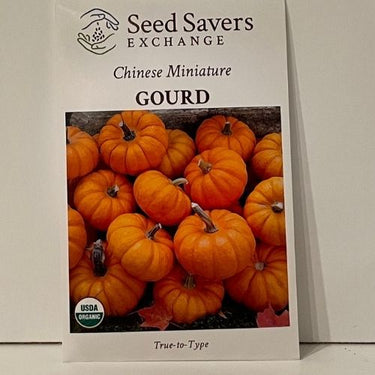 Seed Savers
EXCHANGE
Chinese Miniature
GOURD
USDA
ORGANIC
True-to-Type